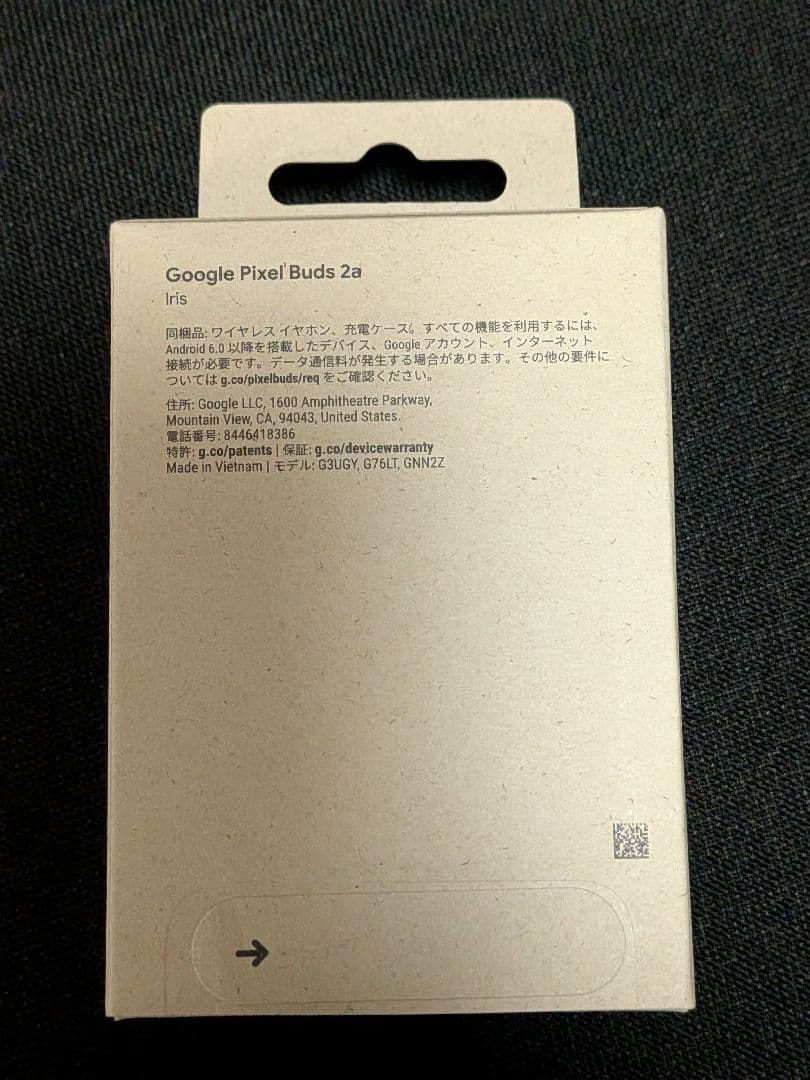 Google Pixel Buds 2a
Iris
同梱品: ワイヤレス イヤホン、充電ケース。すべての機能を利用するには、
Android 6.0 以降を搭載したデバイス、Google アカウント、インターネット
接続が必要です。データ通信料が発生する場合があります。その他の要件に
ついては g.co/pixelbuds/req をご確認ください。
住所: Google LLC, 1600 Amphitheatre Parkway,
Mountain View, CA, 94043, United States.
電話番号: 8446418386
特許: g.co/patents | 保証: g.co/devicewarranty
Made in Vietnam | モデル: G3UGY, G76LT, GNN2Z